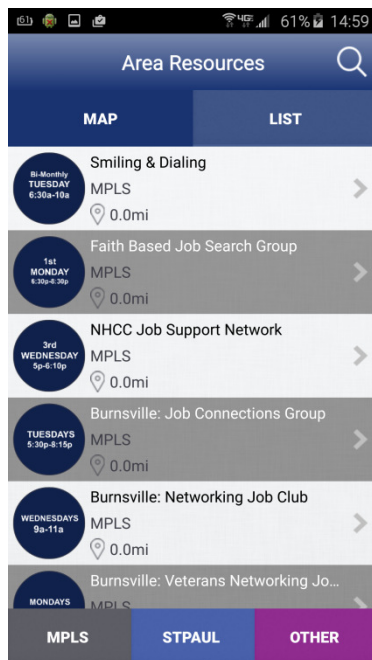 61%
14:59
Area Resources
MAP
LIST
Bi-Monthly
TUESDAY
6:30a-10a
Smiling & Dialing
MPLS
0.0mi
1st
MONDAY
6:30p-8:30p
Faith Based Job Search Group
MPLS
0.0mi
3rd
WEDNESDAY
5p-6:10p
NHCC Job Support Network
MPLS
0.0mi
TUESDAYS
5:30p-8:15p
Burnsville: Job Connections Group
MPLS
0.0mi
WEDNESDAYS
9a-11a
Burnsville: Networking Job Club
MPLS
0.0mi
MONDAYS
Burnsville: Veterans Networking Jo...
MPLS
MPLS
STPAUL
OTHER